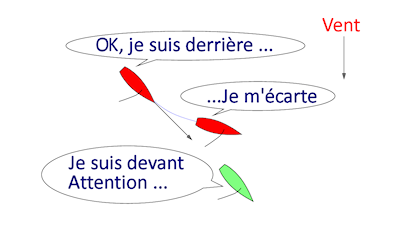 Vent
OK, je suis derrière ...
...Je m'écarte
Je suis devant
Attention ...